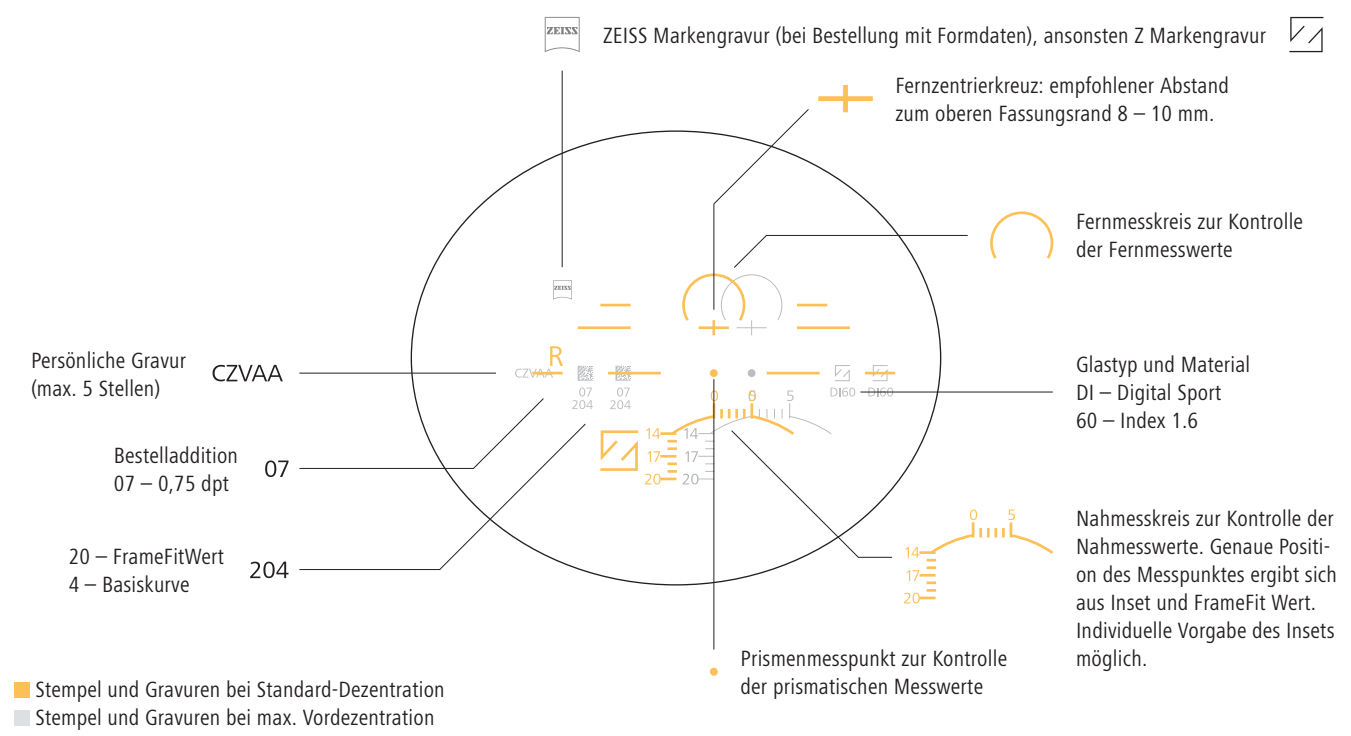 ZEISS
ZEISS Markengravur (bei Bestellung mit Formdaten), ansonsten Z Markengravur
Fernzentrierkreuz: empfohlener Abstand
zum oberen Fassungsrand 8 – 10 mm.
Fernmesskreis zur Kontrolle
der Fernmesswerte
ZEISS
Persönliche Gravur
(max. 5 Stellen)
CZVAA
R
CZVAA
07
204
07
204
0
0
5
5
DI60
DI60
14
14
17
17
20
20
Glastyp und Material
DI – Digital Sport
60 – Index 1.6
Bestelladdition
07 – 0,75 dpt
07
20 – FrameFitWert
4 – Basiskurve
204
0
5
14
17
20
Nahmesskreis zur Kontrolle der
Nahmesswerte. Genaue Positi-
on des Messpunktes ergibt sich
aus Inset und FrameFit Wert.
Individuelle Vorgabe des Insets
möglich.
Prismenmesspunkt zur Kontrolle
der prismatischen Messwerte
Stempel und Gravuren bei Standard-Dezentration
Stempel und Gravuren bei max. Vordezentration